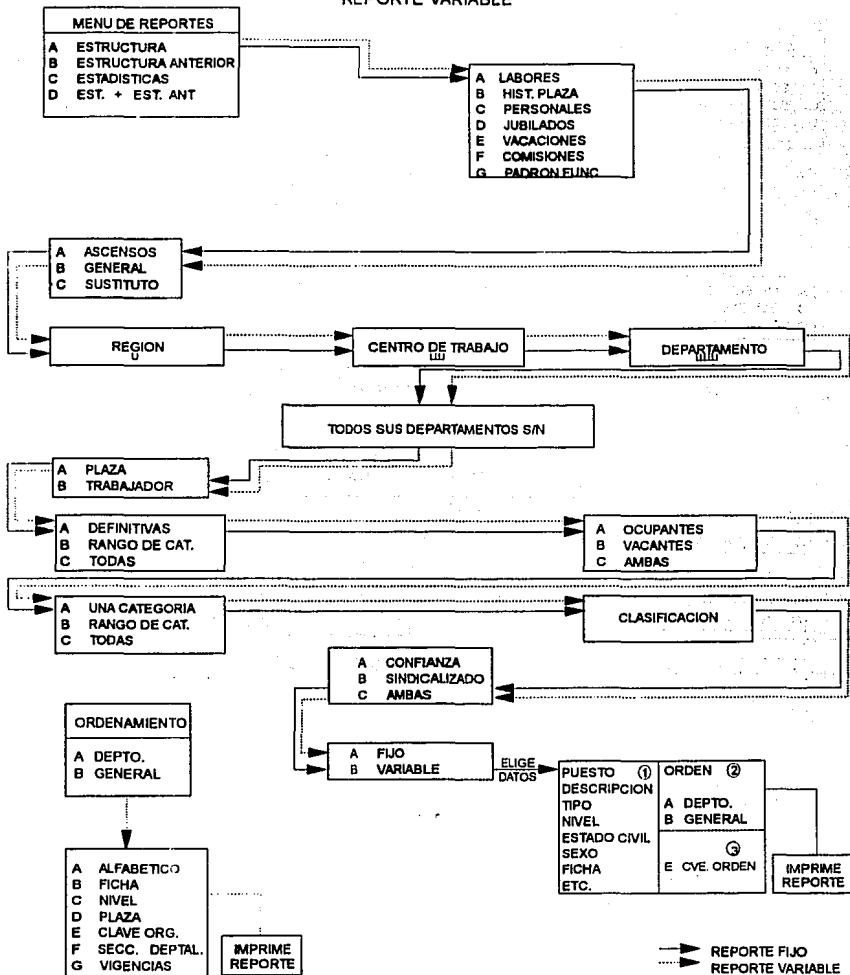 REPORTE VARIABLE
MENU DE REPORTES
A ESTRUCTURA
B ESTRUCTURA ANTERIOR
C ESTADISTICAS
D EST. + EST. ANT
A LABORES
B HIST. PLAZA
C PERSONALES
D JUBILADOS
E VACACIONES
F COMISIONES
G PADRON FUNC
A ASCENSOS
B GENERAL
C SUSTITUTO
REGION
CENTRO DE TRABAJO
DEPARTAMENTO
TODOS SUS DEPARTAMENTOS S/N
A PLAZA
B TRABAJADOR
A DEFINITIVAS
B RANGO DE CAT.
C TODAS
A OCUPANTES
B VACANTES
C AMBAS
A UNA CATEGORIA
B RANGO DE CAT.
C TODAS
CLASIFICACION
A CONFIANZA
B SINDICALIZADO
C AMBAS
A FIJO
B VARIABLE
ELIGE
DATOS
PUESTO ①
DESCRIPCION
TIPO
NIVEL
ESTADO CIVIL
SEXO
FICHA
ETC.
ORDEN ②
A DEPTO.
B GENERAL
③
E CVE. ORDEN
IMPRIME
REPORTE
ORDENAMIENTO
A DEPTO.
B GENERAL
A ALFABETICO
B FICHA
C NIVEL
D PLAZA
E CLAVE ORG.
F SECC. DEPTAL.
G VIGENCIAS
IMPRIME
REPORTE
REPORTE FIJO
REPORTE VARIABLE